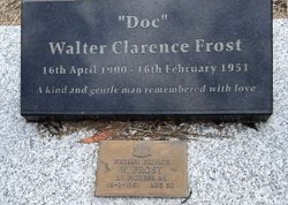 "Doc"
Walter Clarence Frost
16th April 1900 - 16th February 1951
A kind and gentle man remembered with love
W. FROST